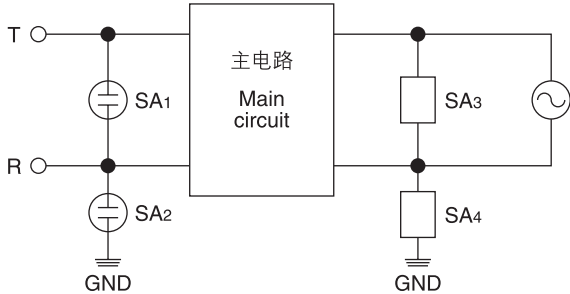 T
主电路
Main
circuit
SA1
SA3
R
SA2
SA4
GND
GND